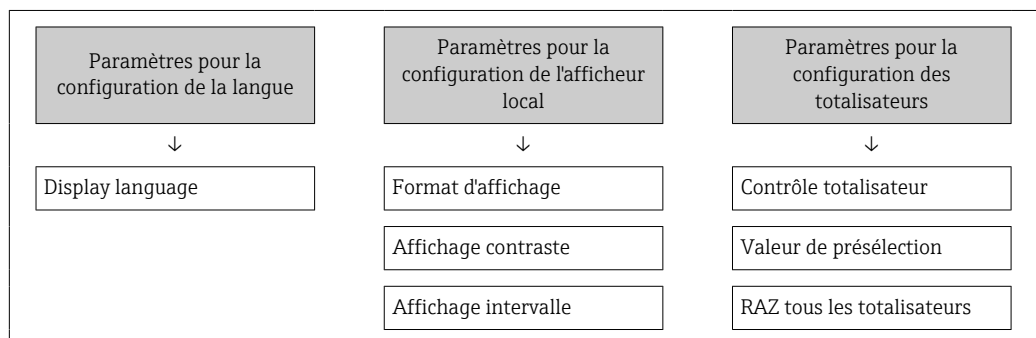 Paramètres pour la
configuration de la langue
↓
Display language
Paramètres pour la
configuration de l'afficheur
local
↓
Format d'affichage
Affichage contraste
Affichage intervalle
Paramètres pour la
configuration des
totalisateurs
↓
Contrôle totalisateur
Valeur de présélection
RAZ tous les totalisateurs